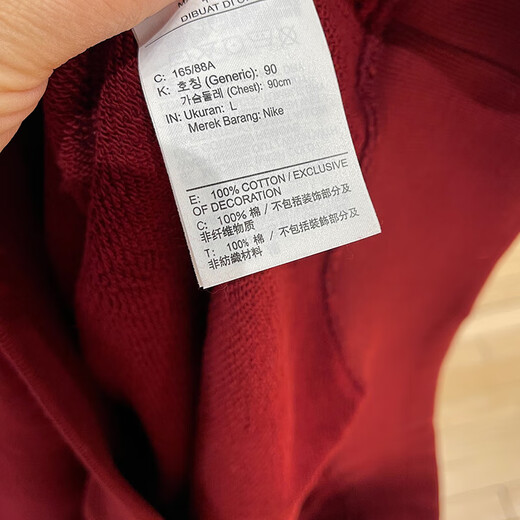 DIBUAT DI
C: 165/88A
K: 호칭 (Generic): 90
가슴둘레 (Chest): 90cm
IN: Ukuran: L
Merek Barang: Nike
E: 100% COTTON / EXCLUSIVE
OF DECORATION
C: 100% 棉 / 不包括装饰部分及
非纤维物质
T: 100% 棉 / 不包括裝飾部分及
非紡織材料